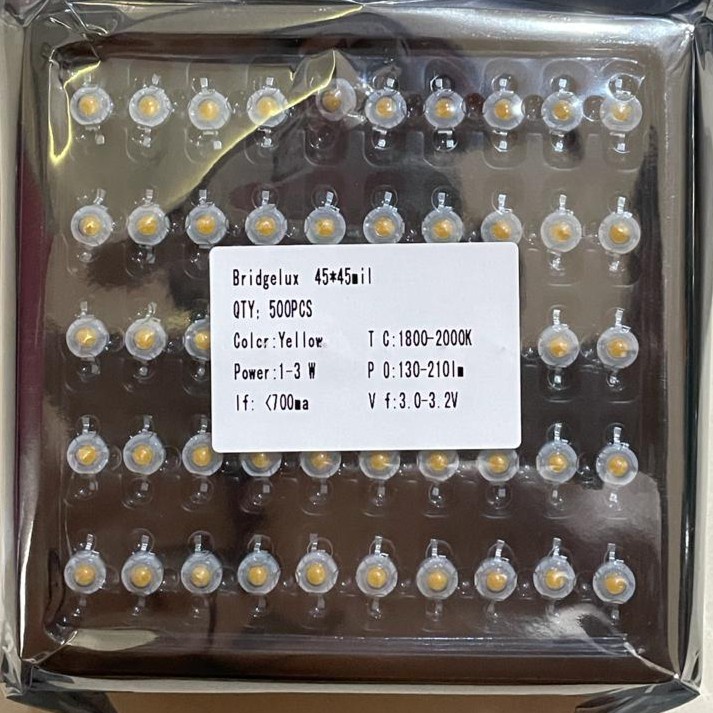 Bridgelux 45*45mil
QTY: 500PCS
Color:Yellow T C:1800-2000K
Power:1-3 W P O:130-210lm
If: <700ma V f:3.0-3.2V